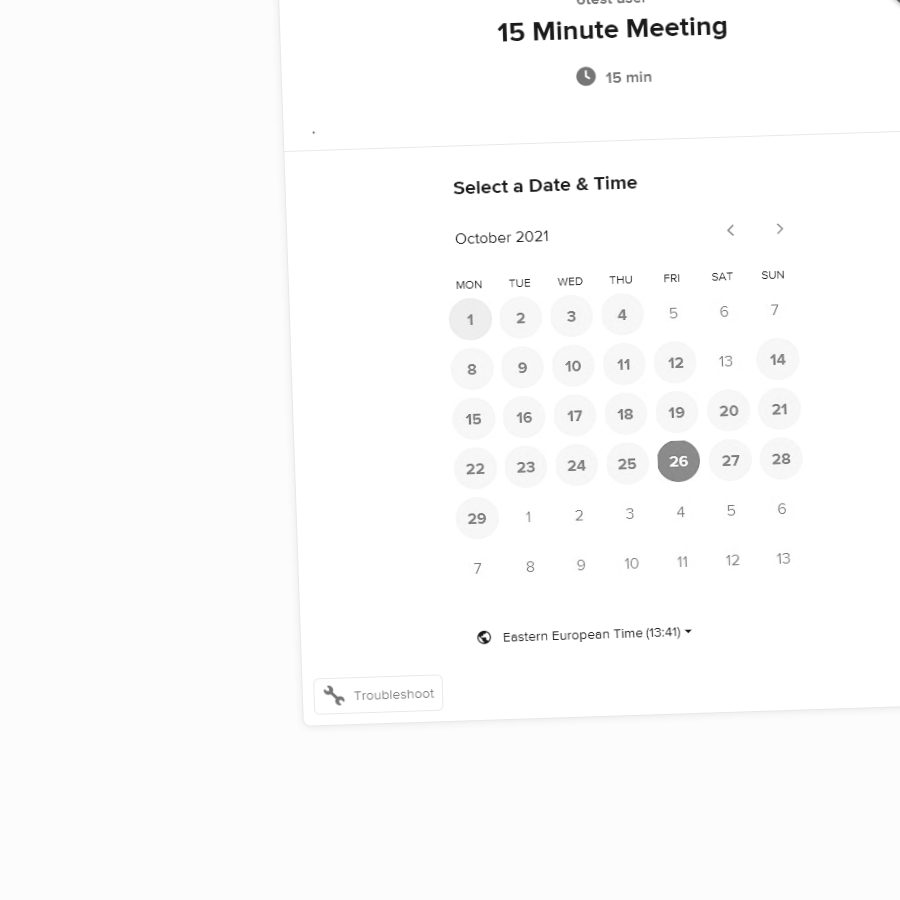 15 Minute Meeting
15 min
Select a Date & Time
October 2021
MON TUE WED THU FRI SAT SUN
1 2 3 4 5 6 7
8 9 10 11 12 13 14
15 16 17 18 19 20 21
22 23 24 25 26 27 28
29 1 2 3 4 5 6
7 8 9 10 11 12 13
Eastern European Time (13:41)
Troubleshoot